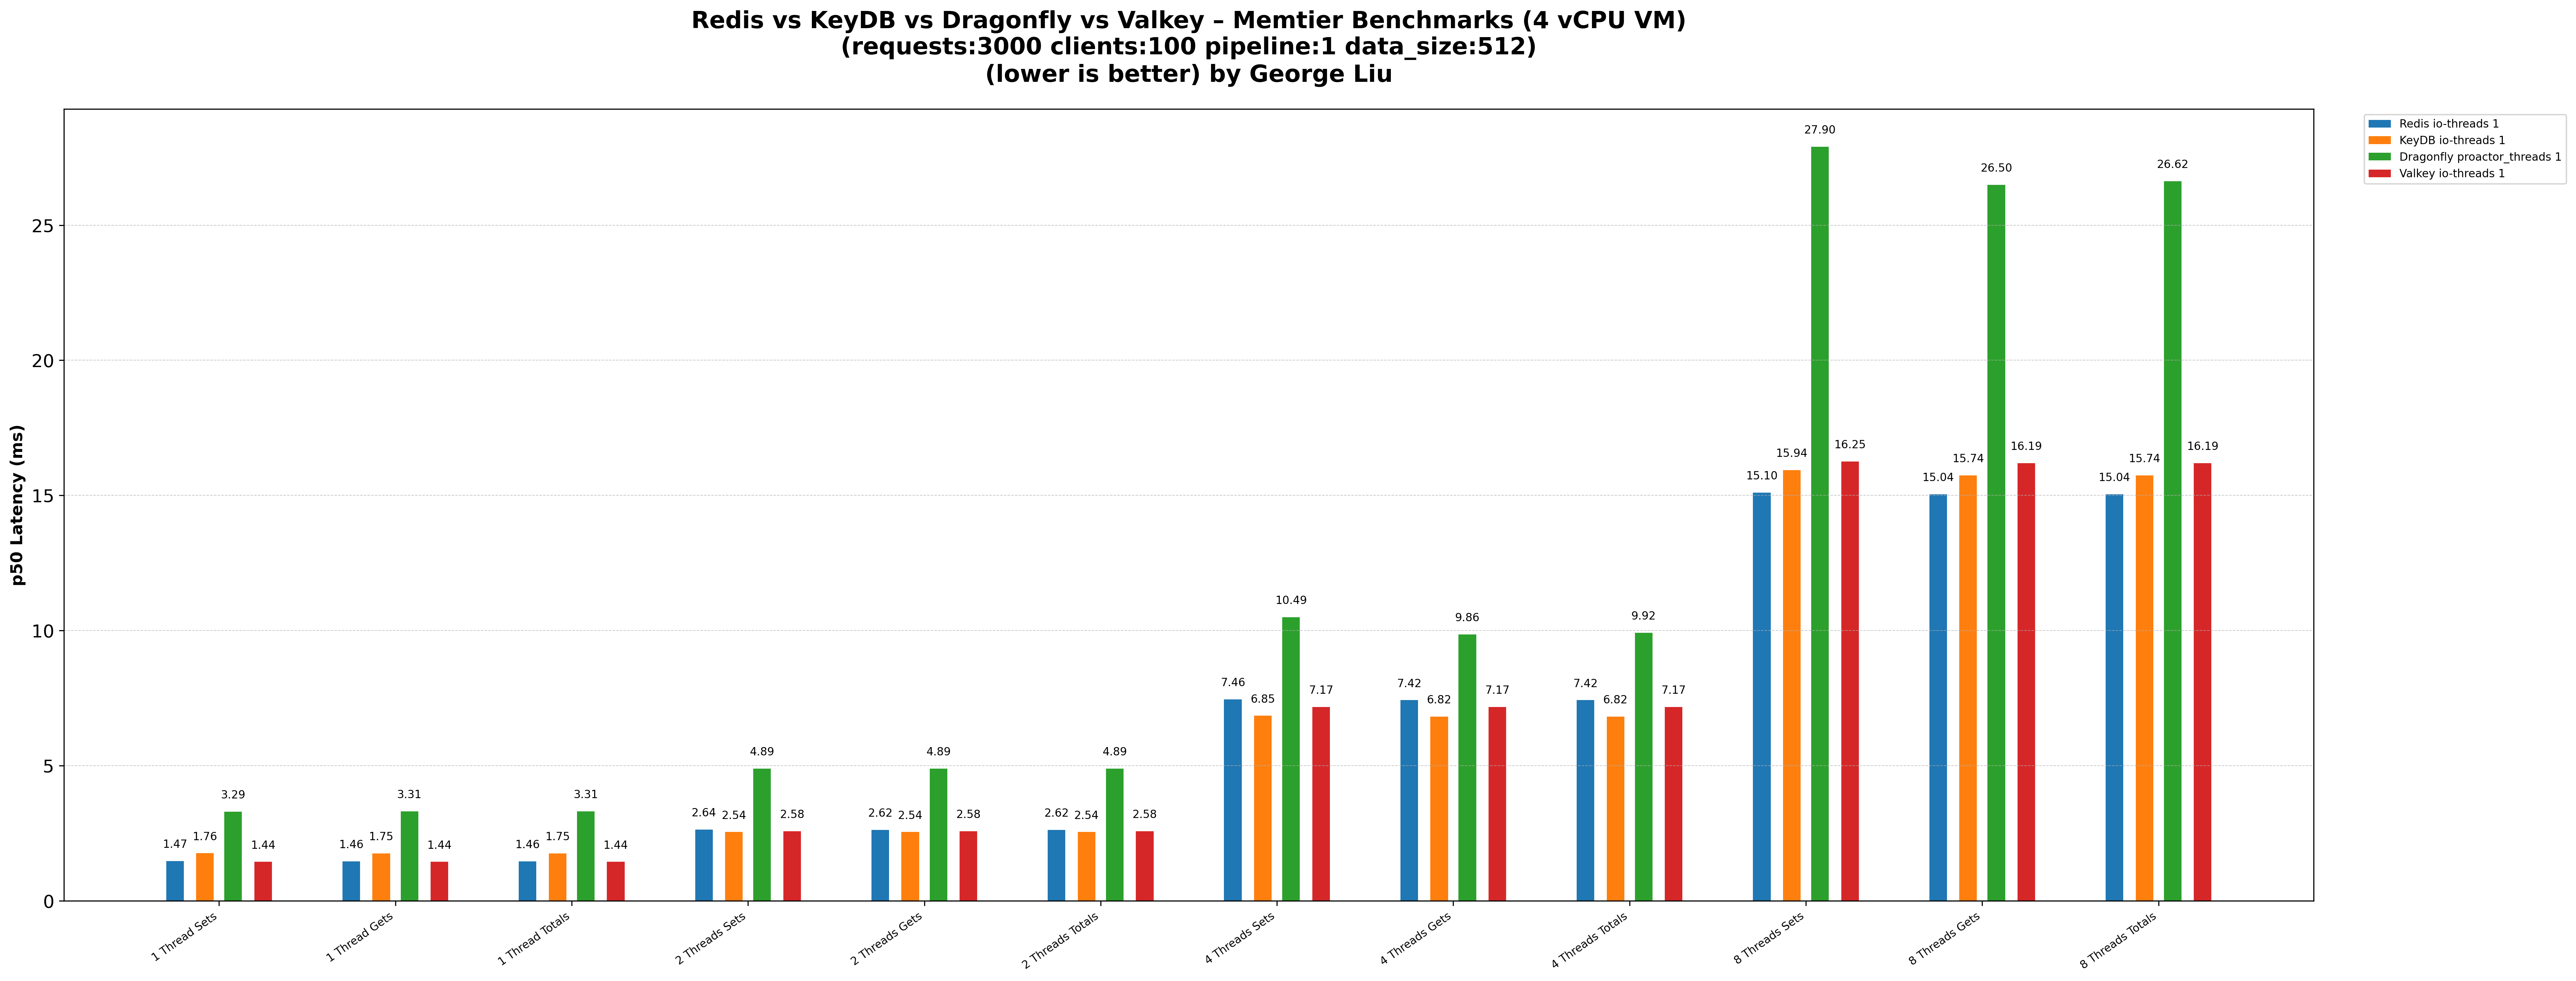 Redis vs KeyDB vs Dragonfly vs Valkey – Memtier Benchmarks (4 vCPU VM)
(requests:3000 clients:100 pipeline:1 data_size:512)
(lower is better) by George Liu
Redis io-threads 1
KeyDB io-threads 1
Dragonfly proactor_threads 1
Valkey io-threads 1
p50 Latency (ms)
25
20
15
10
5
0
1.47 1.76 3.29 1.44
1.46 1.75 3.31 1.44
1.46 1.75 3.31 1.44
2.64 2.54 4.89 2.58
2.62 2.54 4.89 2.58
2.62 2.54 4.89 2.58
7.46 6.85 10.49 7.17
7.42 6.82 9.86 7.17
7.42 6.82 9.92 7.17
15.10 15.94 27.90 16.25
15.04 15.74 26.50 16.19
15.04 15.74 26.62 16.19
1 Thread Sets
1 Thread Gets
1 Thread Totals
2 Threads Sets
2 Threads Gets
2 Threads Totals
4 Threads Sets
4 Threads Gets
4 Threads Totals
8 Threads Sets
8 Threads Gets
8 Threads Totals